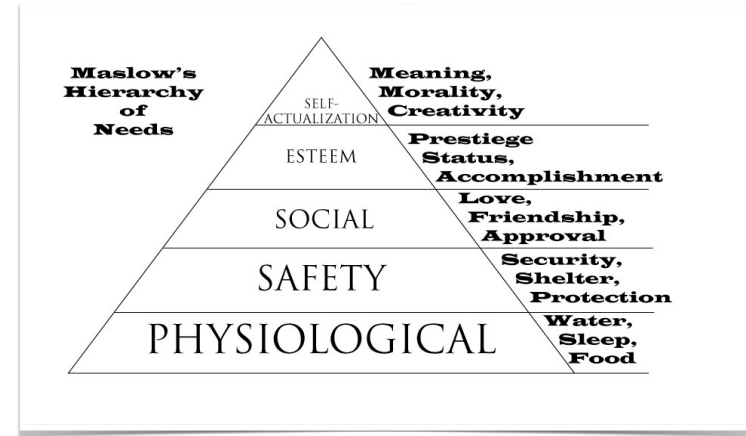 Maslow's
Hierarchy
of
Needs
SELF-
ACTUALIZATION
Meaning,
Morality,
Creativity
ESTEEM
Prestiege
Status,
Accomplishment
SOCIAL
Love,
Friendship,
Approval
SAFETY
Security,
Shelter,
Protection
PHYSIOLOGICAL
Water,
Sleep,
Food